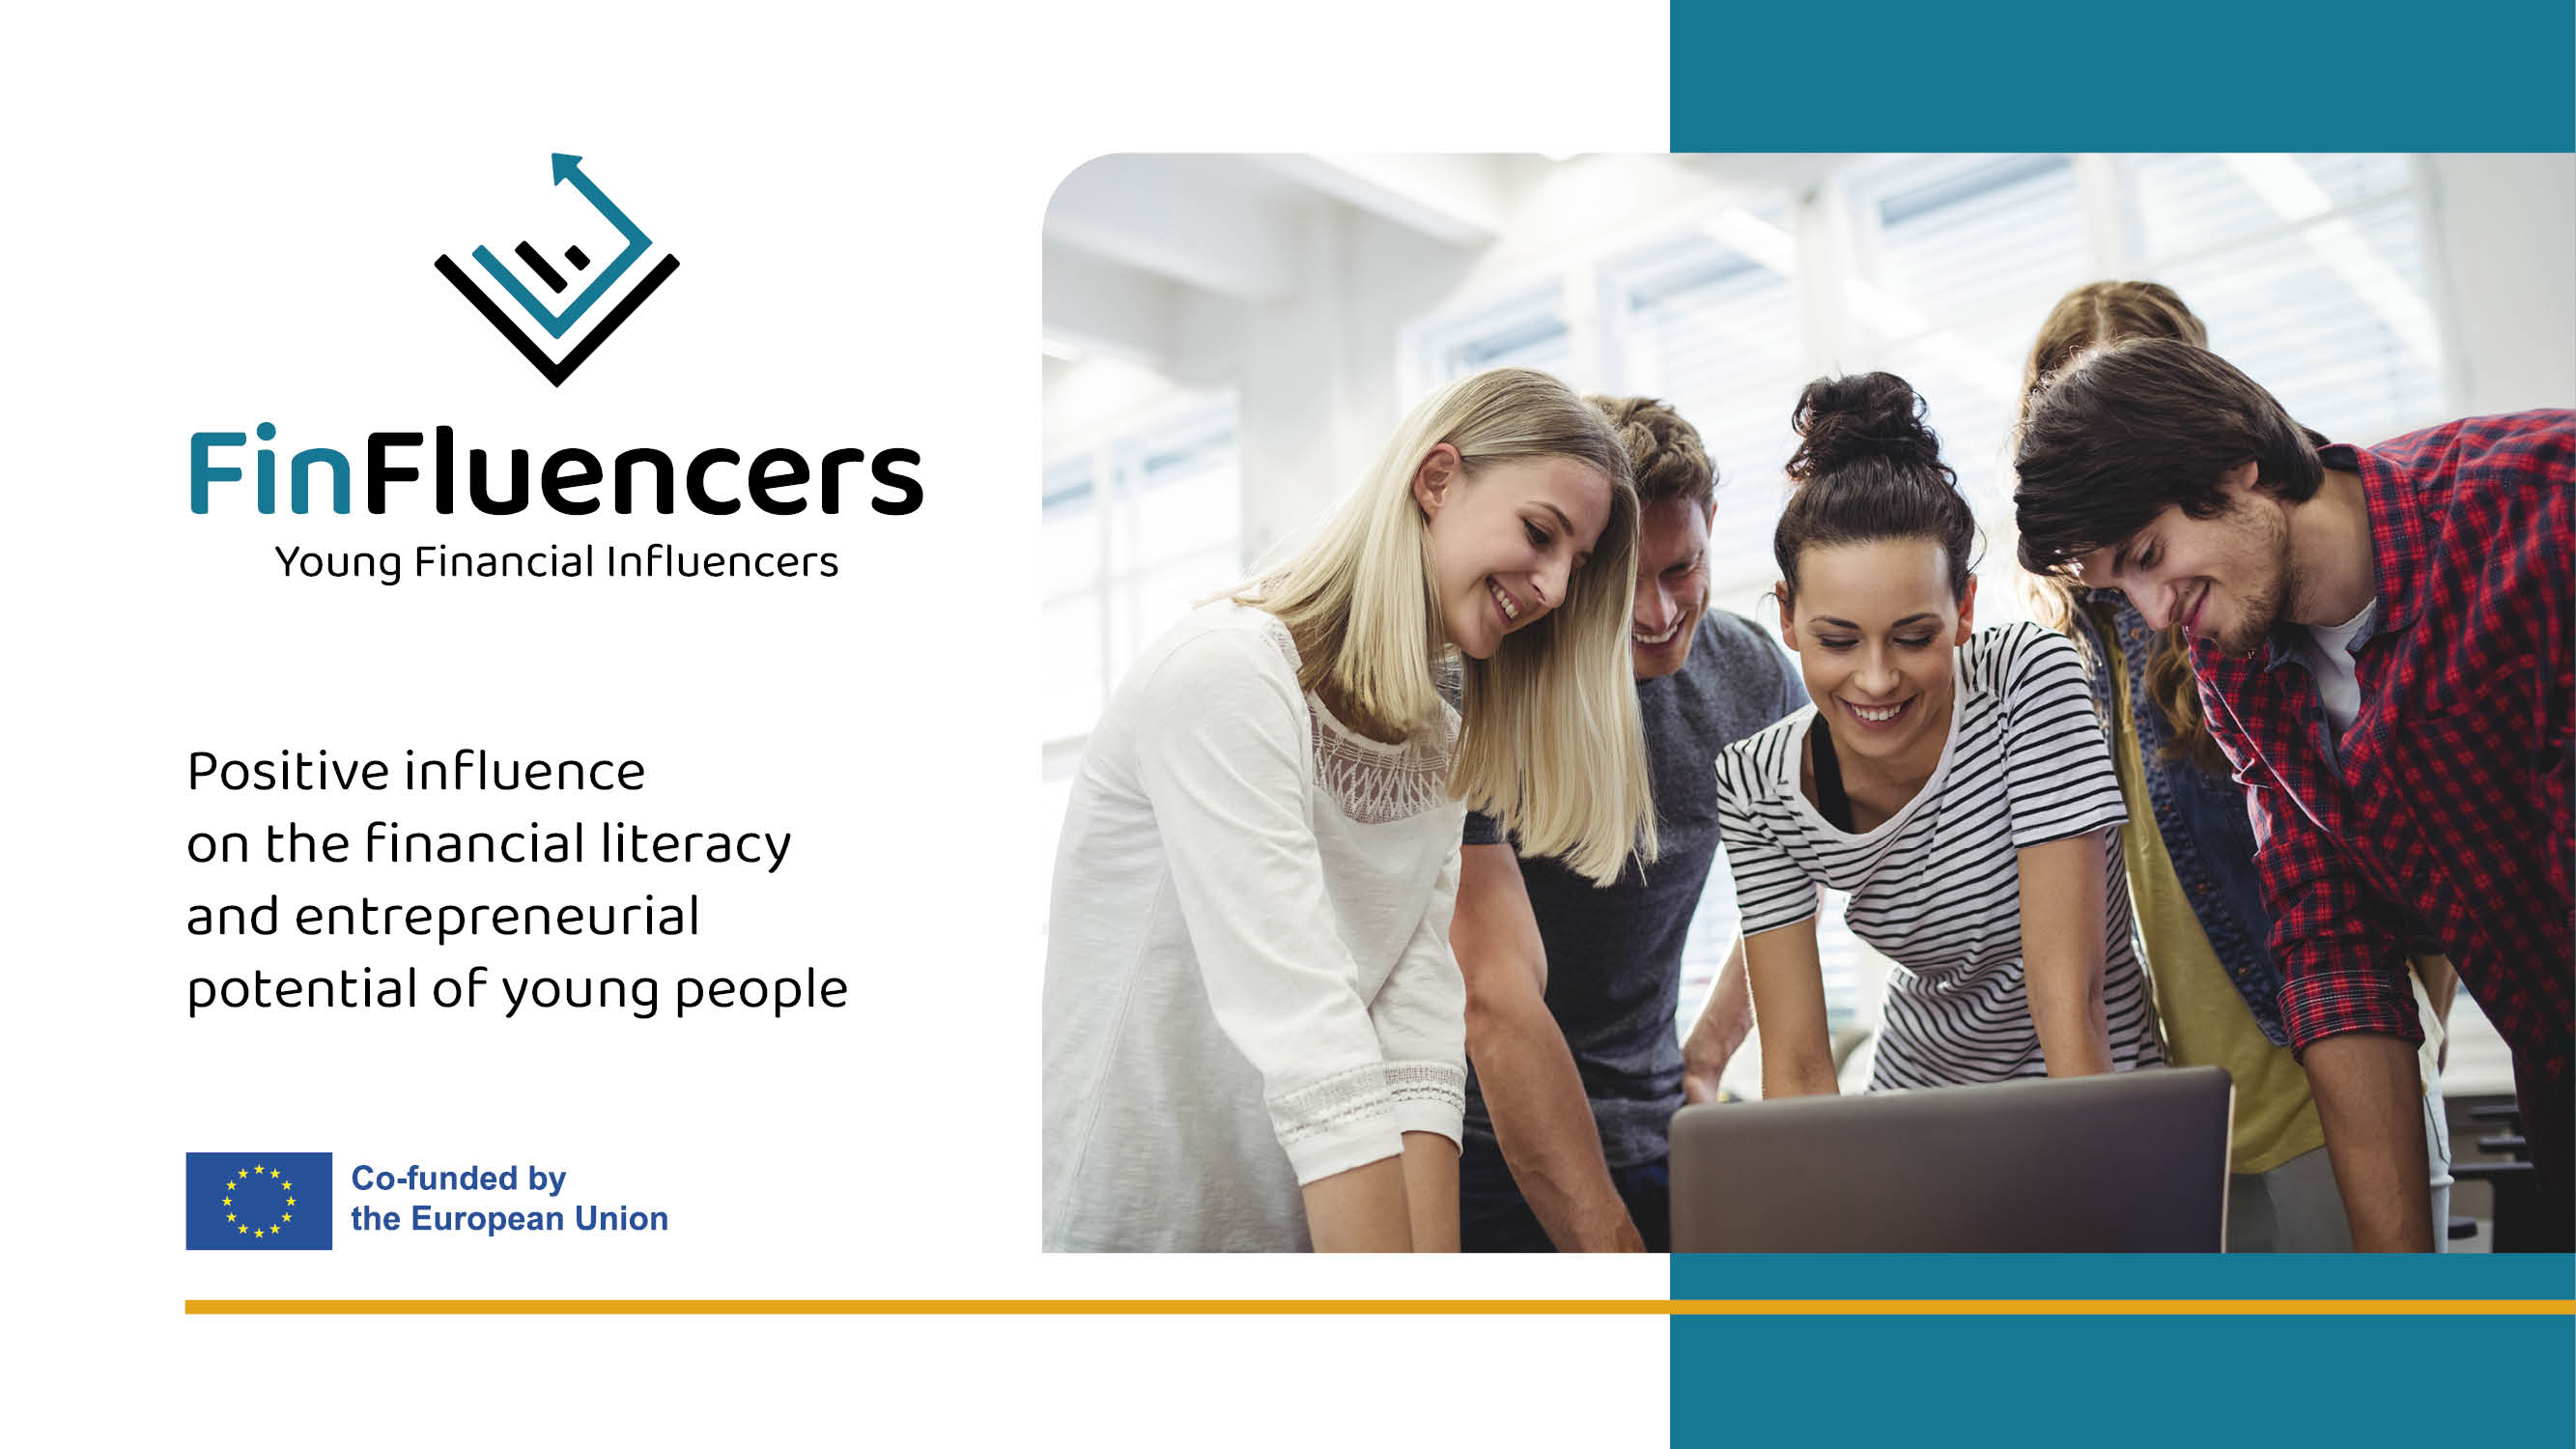 FinFluencers
Young Financial Influencers
Positive influence
on the financial literacy
and entrepreneurial
potential of young people
Co-funded by
the European Union